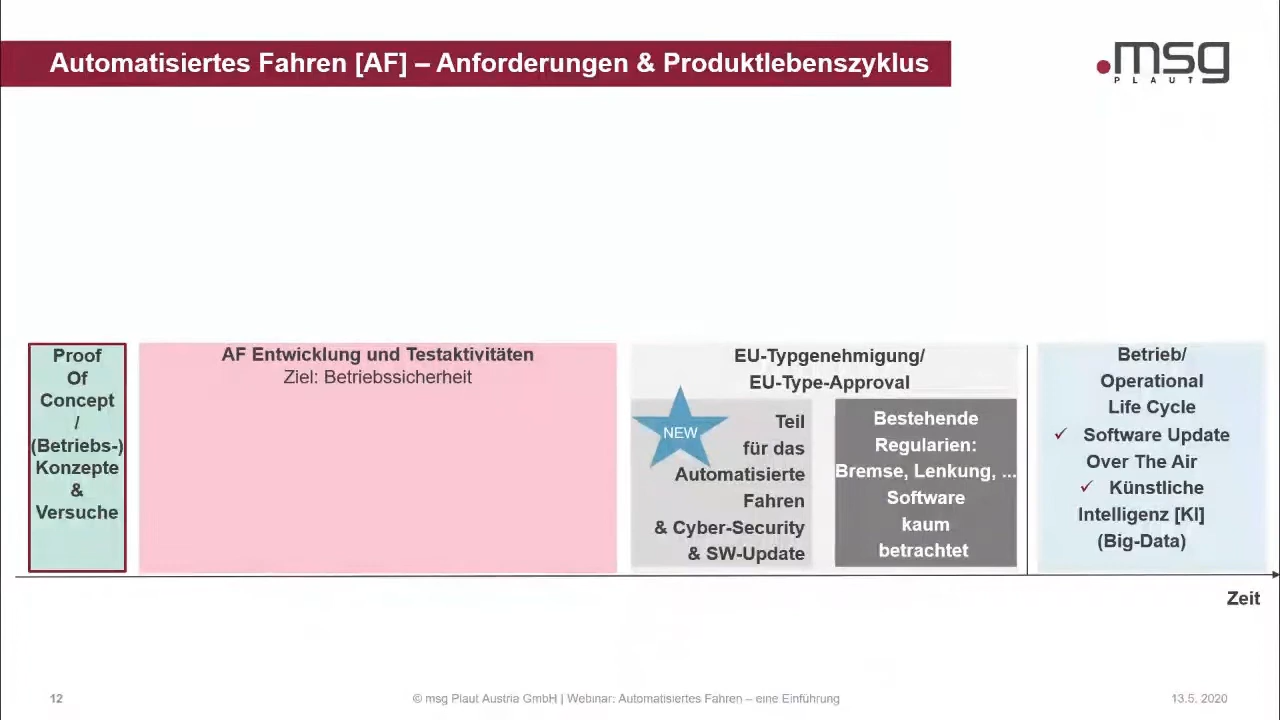 Automatisiertes Fahren [AF] – Anforderungen & Produktlebenszyklus
.msg
PLAUT
Proof
Of
Concept
/
(Betriebs-)
Konzepte
&
Versuche
AF Entwicklung und Testaktivitäten
Ziel: Betriebssicherheit
EU-Typgenehmigung/
EU-Type-Approval
NEW
Teil
für das
Automatisierte
Fahren
& Cyber-Security
& SW-Update
Bestehende
Regularien:
Bremse, Lenkung, ...
Software
kaum
betrachtet
Betrieb/
Operational
Life Cycle
✓ Software Update
Over The Air
✓ Künstliche
Intelligenz [KI]
(Big-Data)
Zeit
12
© msg Plaut Austria GmbH | Webinar: Automatisiertes Fahren – eine Einführung
13.5. 2020